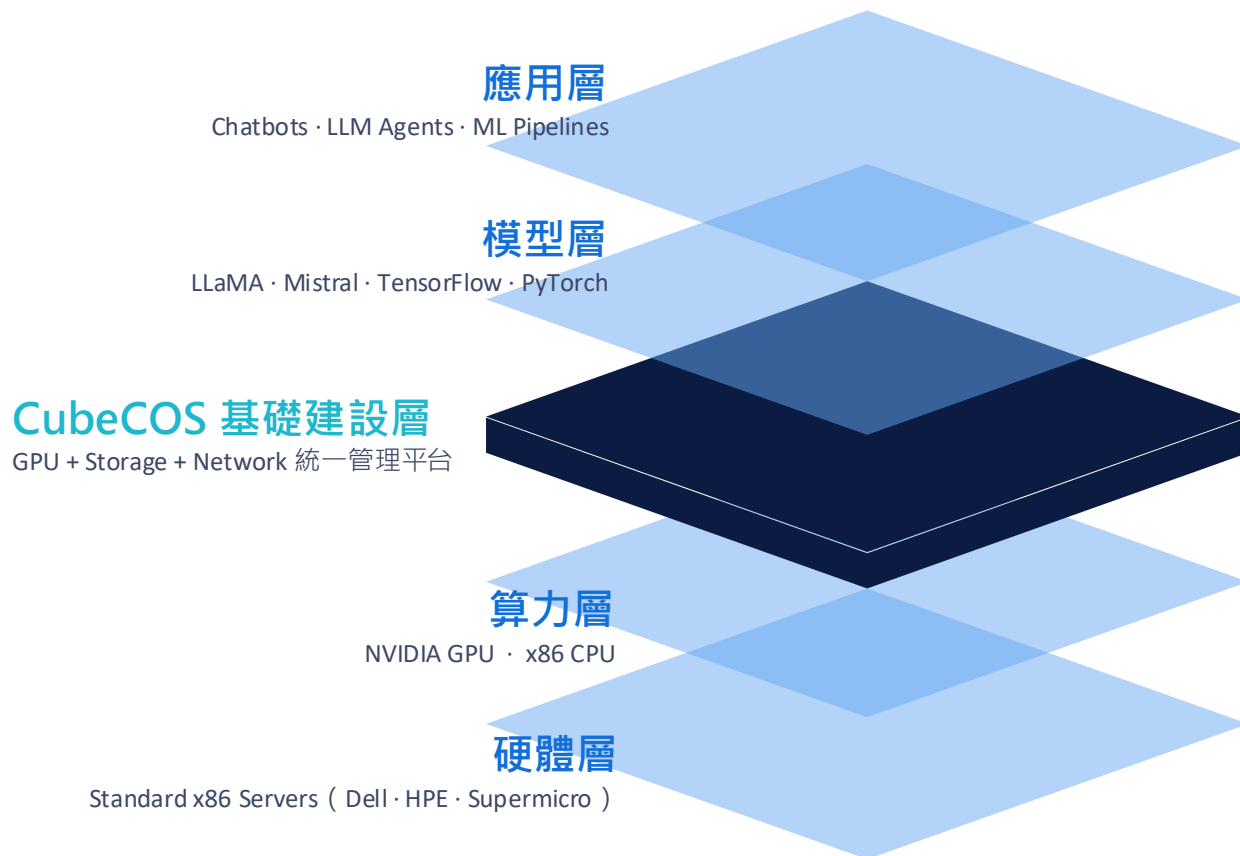 應用層
Chatbots · LLM Agents · ML Pipelines
模型層
LLaMA · Mistral · TensorFlow · PyTorch
CubeCOS 基礎建設層
GPU + Storage + Network 統一管理平台
算力層
NVIDIA GPU · x86 CPU
硬體層
Standard x86 Servers ( Dell · HPE · Supermicro )